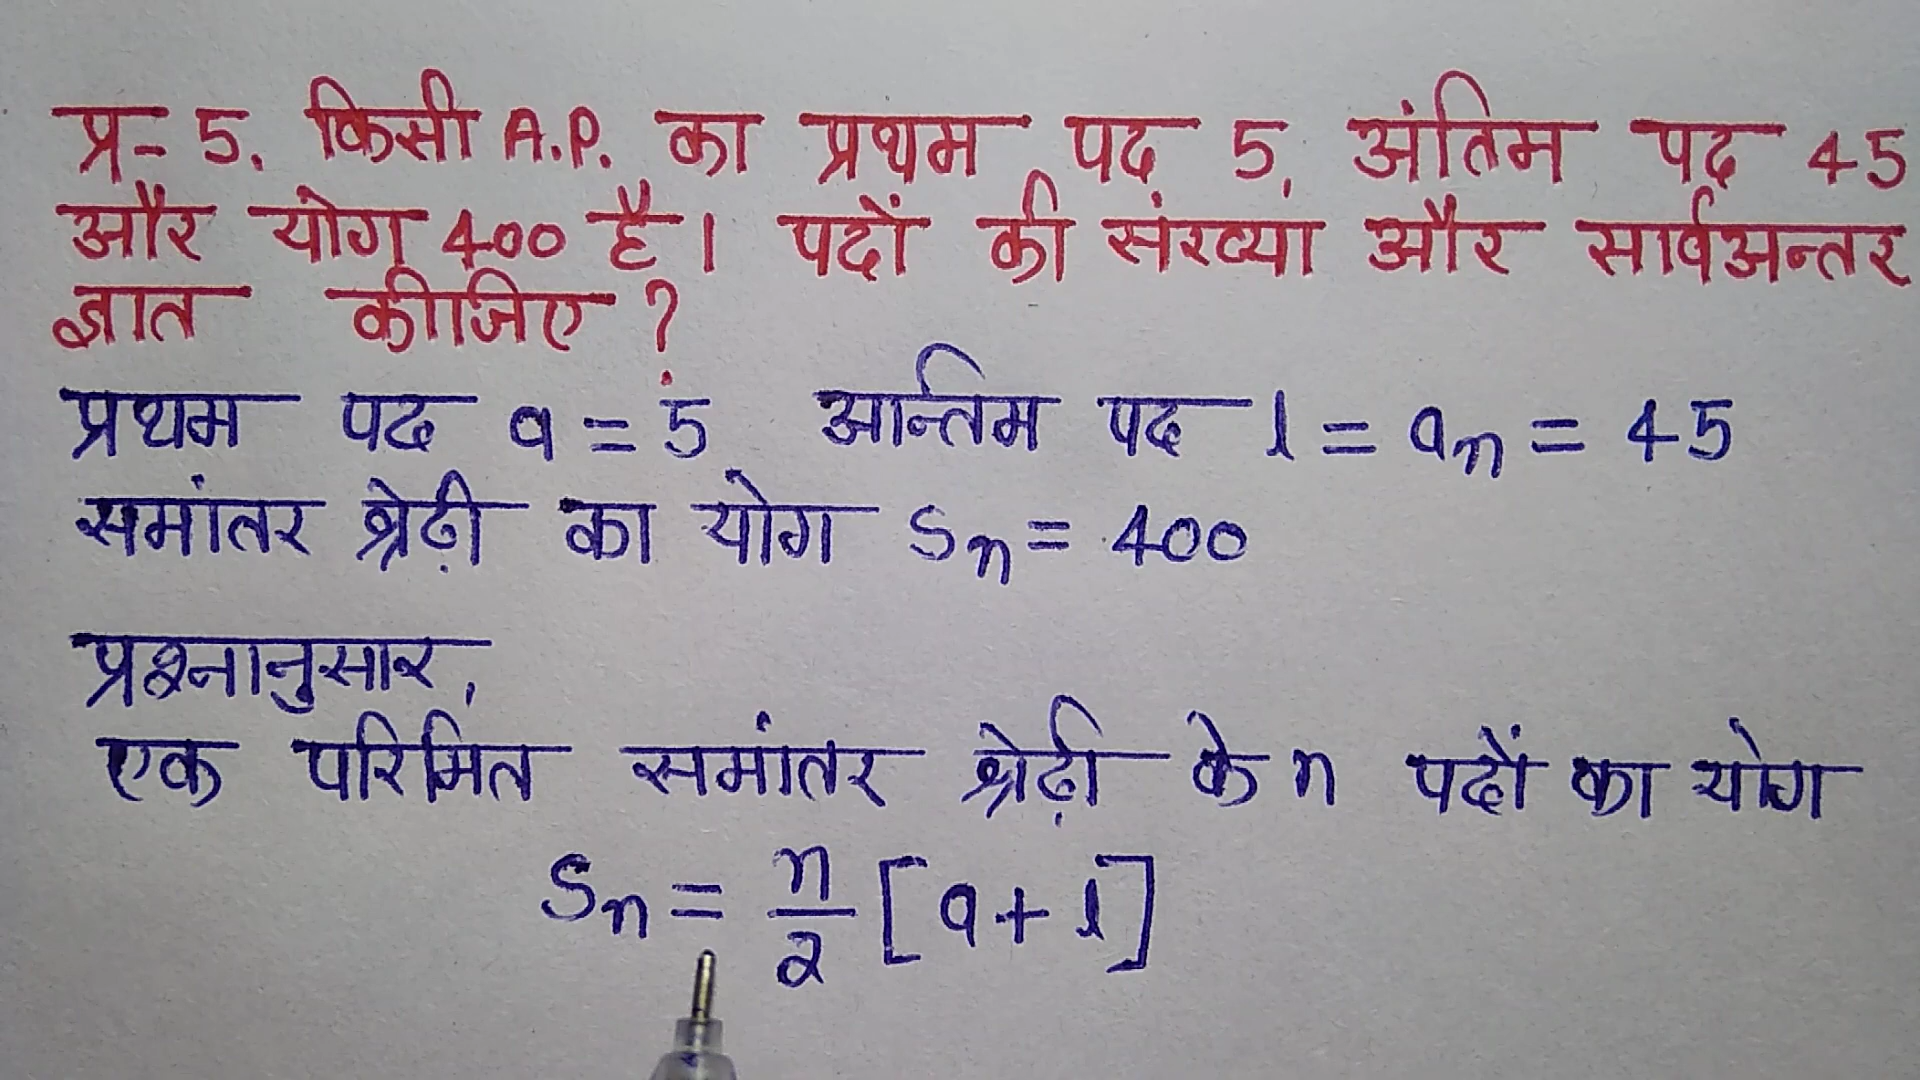 प्र- 5. किसी A.P. का प्रथम पद 5, अंतिम पद 45
और योग 400 है। पदों की संख्या और सार्वअन्तर
ज्ञात कीजिए ?
प्रथम पद a = 5, अन्तिम पद l = aₙ = 45
समांतर श्रेढ़ी का योग Sₙ = 400
प्रश्नानुसार,
एक परिमित समांतर श्रेढ़ी के n पदों का योग
Sₙ = n/2 [a + l]